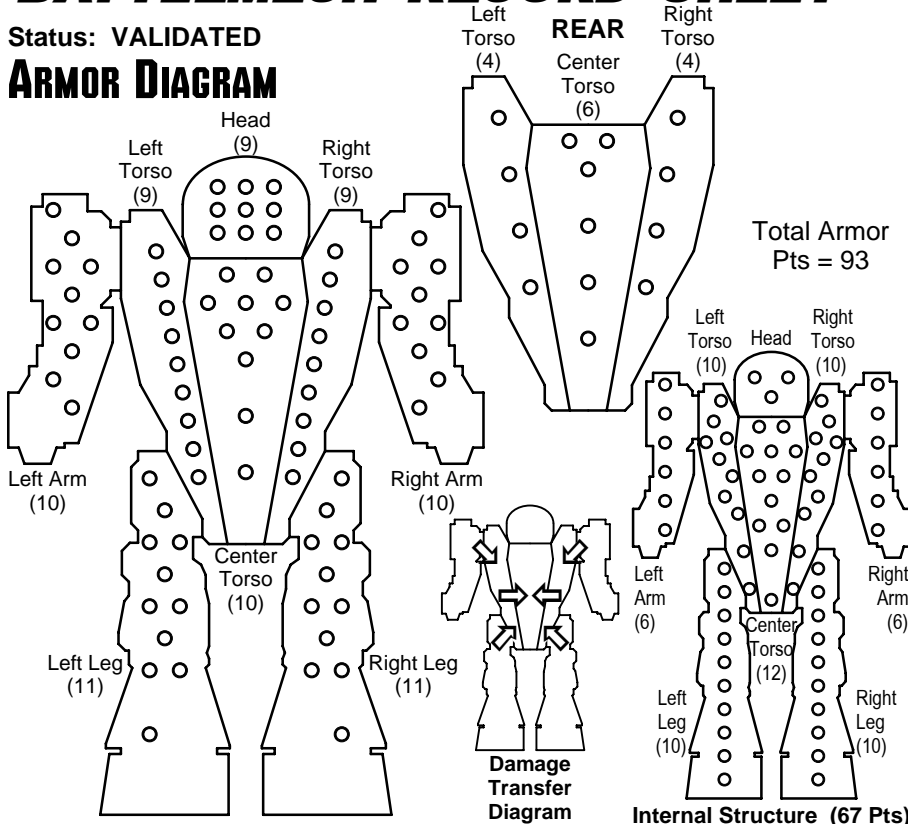 BATTLEMECH RECORD SHEET
Status: VALIDATED
ARMOR DIAGRAM
Head
(9)
Left
Torso
(9)
Right
Torso
(9)
Left Arm
(10)
Right Arm
(10)
Center
Torso
(10)
Left Leg
(11)
Right Leg
(11)
REAR
Left
Torso
(4)
Center
Torso
(6)
Right
Torso
(4)
Total Armor
Pts = 93
Damage
Transfer
Diagram
Left
Torso
(10)
Head
Right
Torso
(10)
Left
Arm
(6)
Right
Arm
(6)
Center
Torso
(12)
Left
Leg
(10)
Right
Leg
(10)
Internal Structure (67 Pts)